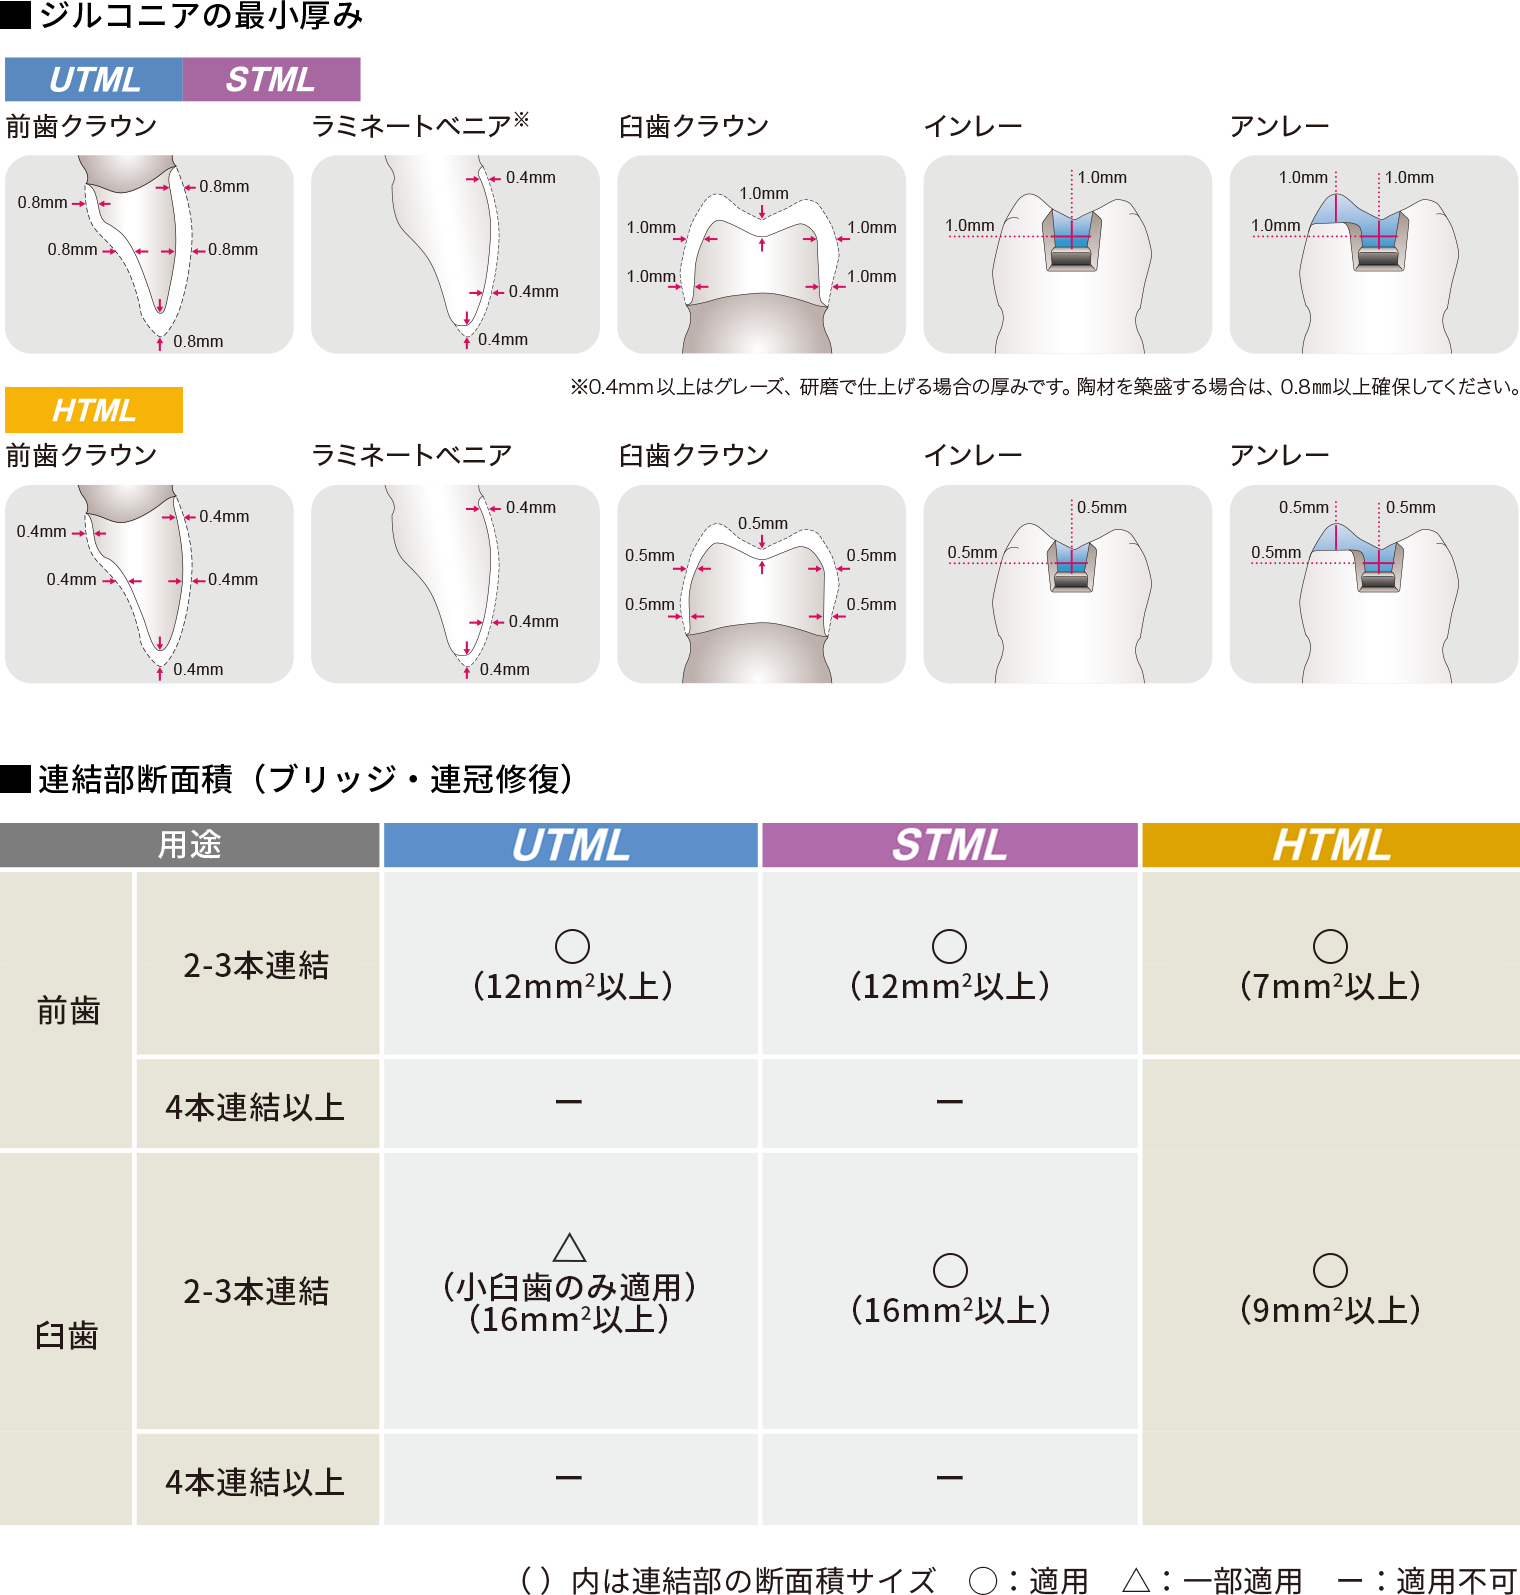 ■ジルコニアの最小厚み
UTML STML
前歯クラウン ラミネートベニア※ 臼歯クラウン インレー アンレー
0.8mm 0.4mm 1.0mm 1.0mm 1.0mm 1.0mm
0.8mm 1.0mm 1.0mm 1.0mm 1.0mm
0.8mm 0.8mm 1.0mm 1.0mm
0.4mm
0.8mm 0.4mm
※0.4mm以上はグレーズ、研磨で仕上げる場合の厚みです。陶材を築盛する場合は、0.8㎜以上確保してください。
HTML
前歯クラウン ラミネートベニア 臼歯クラウン インレー アンレー
0.4mm 0.4mm 0.5mm 0.5mm 0.5mm 0.5mm
0.4mm 0.5mm 0.5mm 0.5mm 0.5mm
0.4mm 0.4mm 0.5mm 0.5mm
0.4mm
0.4mm 0.4mm
■連結部断面積（ブリッジ・連冠修復）
用途 UTML STML HTML
前歯
2-3本連結
○ ○ ○
（12mm²以上） （12mm²以上） （7mm²以上）
4本連結以上 ー ー
臼歯
2-3本連結
△ ○ ○
（小臼歯のみ適用）
（16mm²以上） （16mm²以上） （9mm²以上）
4本連結以上 ー ー
（ ）内は連結部の断面積サイズ ○：適用 △：一部適用 ー：適用不可